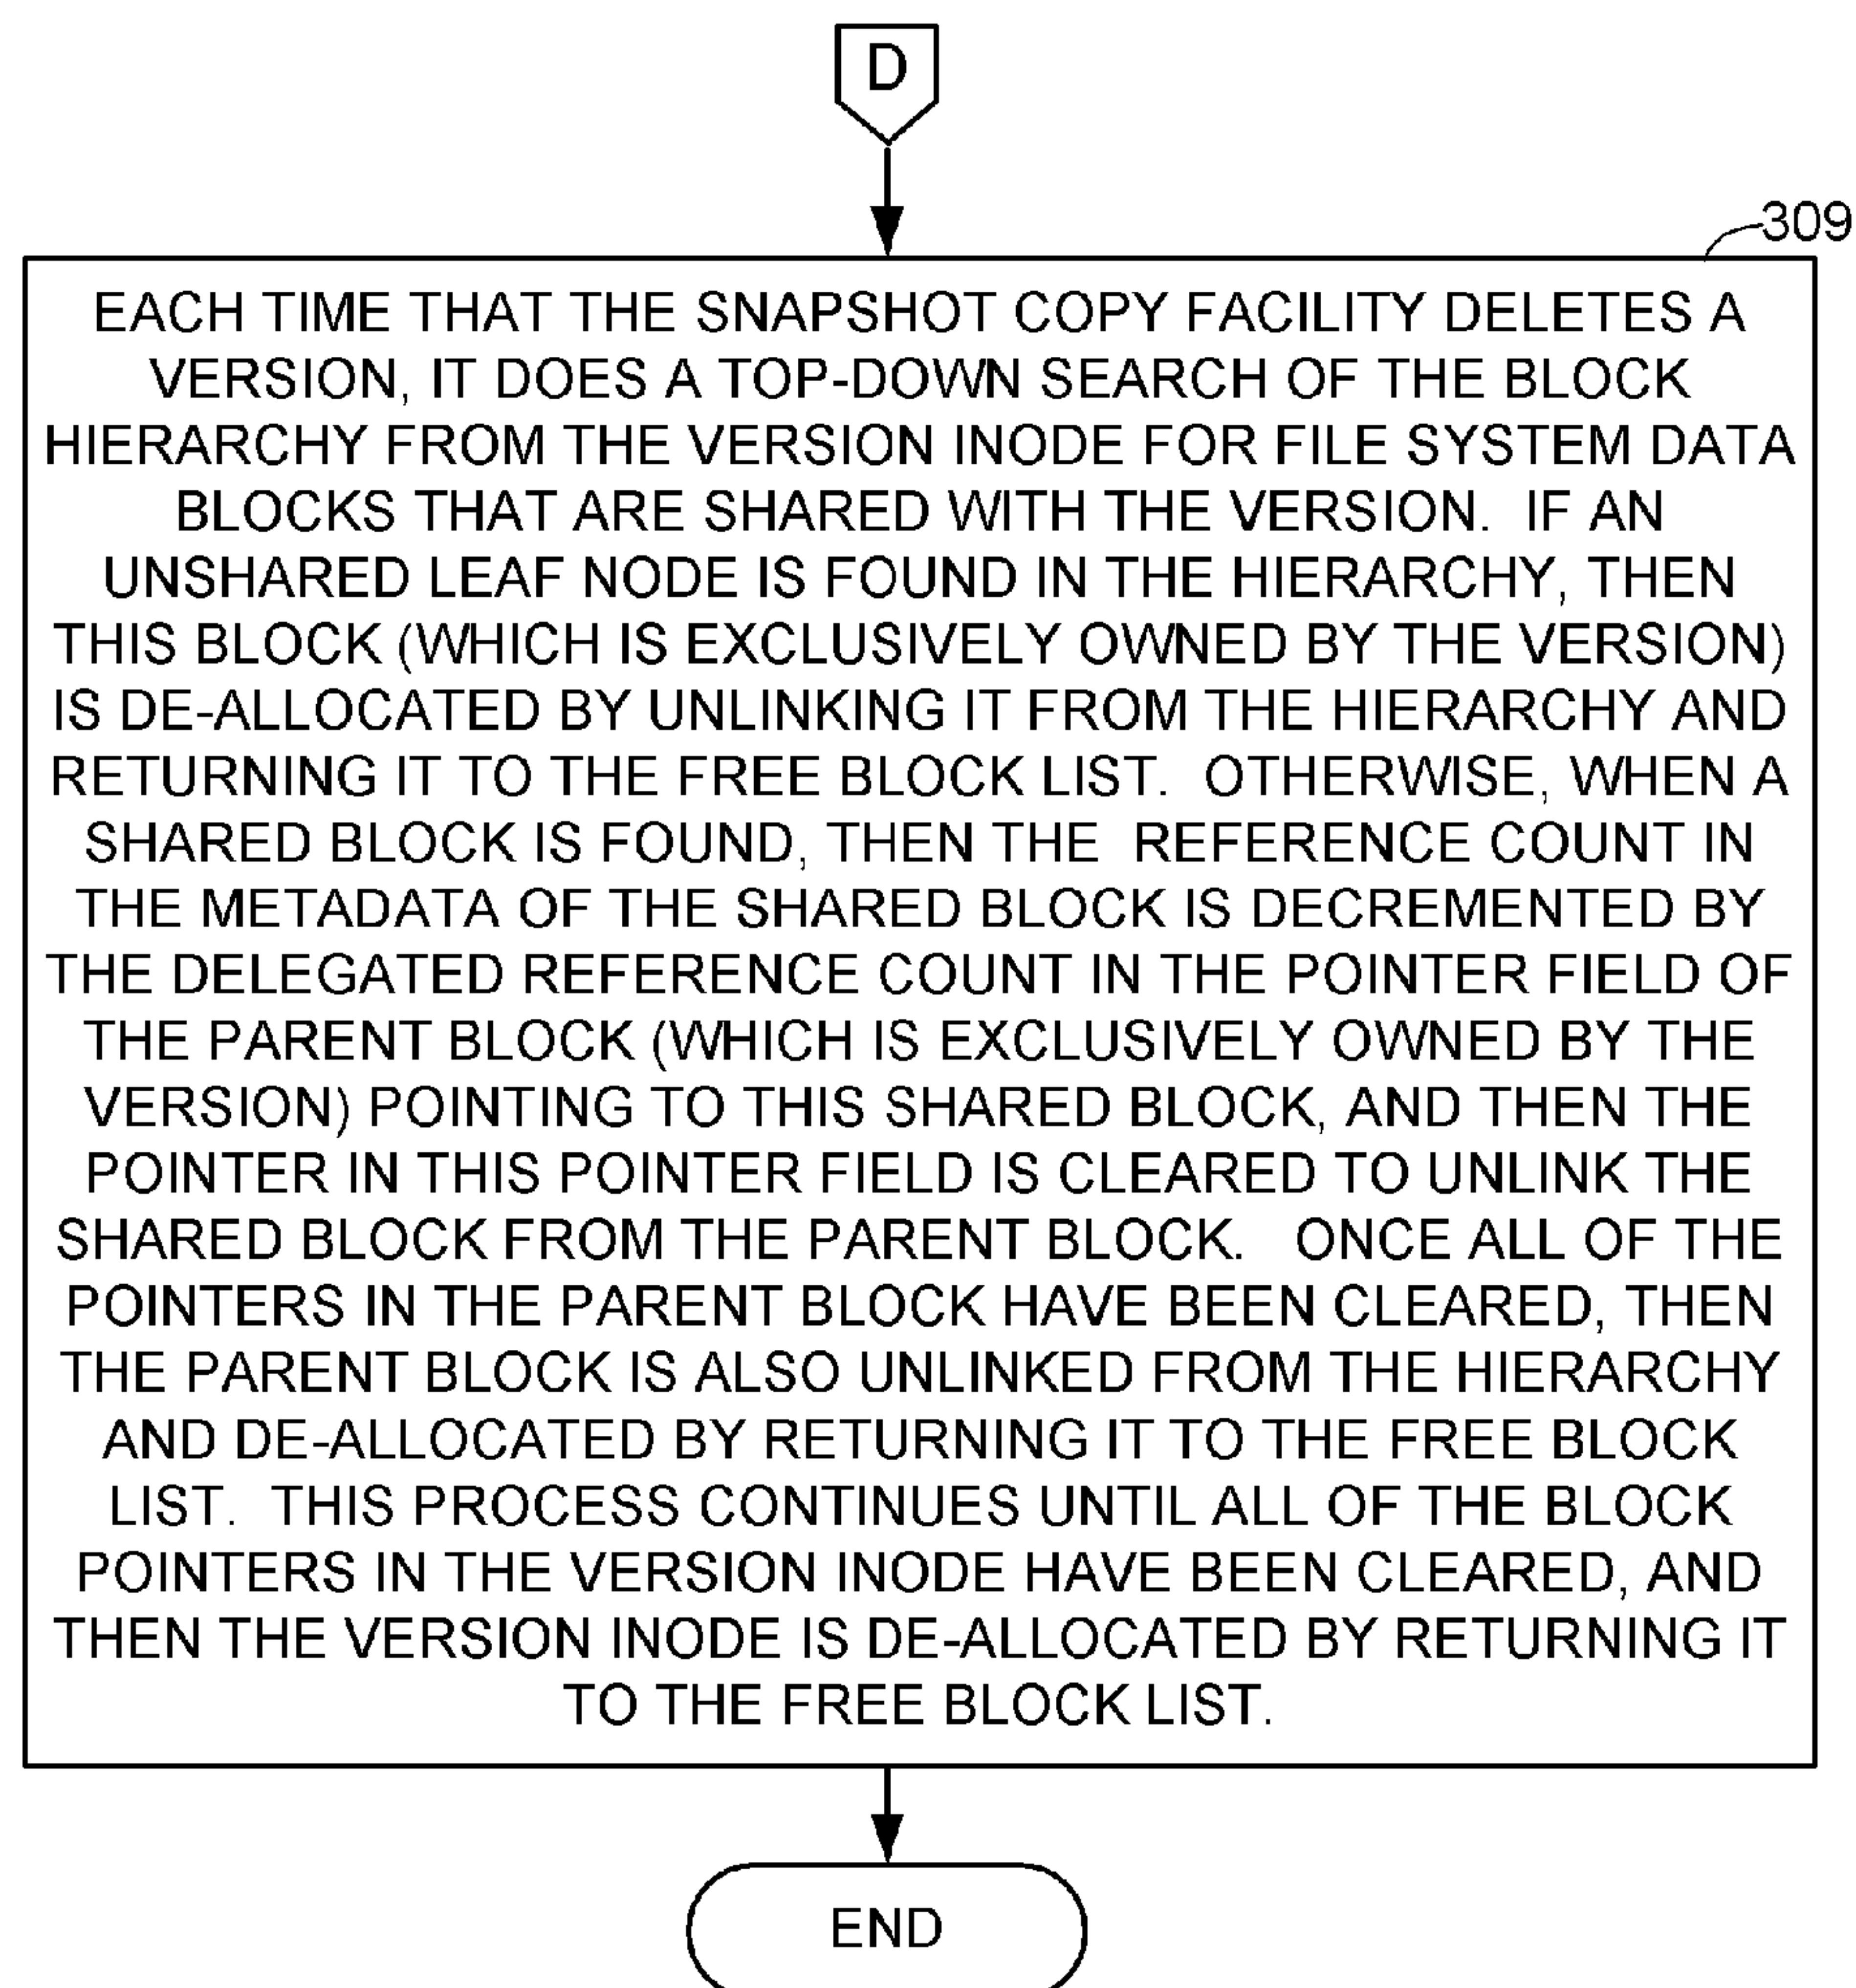 D
309
EACH TIME THAT THE SNAPSHOT COPY FACILITY DELETES A
VERSION, IT DOES A TOP-DOWN SEARCH OF THE BLOCK
HIERARCHY FROM THE VERSION INODE FOR FILE SYSTEM DATA
BLOCKS THAT ARE SHARED WITH THE VERSION. IF AN
UNSHARED LEAF NODE IS FOUND IN THE HIERARCHY, THEN
THIS BLOCK (WHICH IS EXCLUSIVELY OWNED BY THE VERSION)
IS DE-ALLOCATED BY UNLINKING IT FROM THE HIERARCHY AND
RETURNING IT TO THE FREE BLOCK LIST. OTHERWISE, WHEN A
SHARED BLOCK IS FOUND, THEN THE REFERENCE COUNT IN
THE METADATA OF THE SHARED BLOCK IS DECREMENTED BY
THE DELEGATED REFERENCE COUNT IN THE POINTER FIELD OF
THE PARENT BLOCK (WHICH IS EXCLUSIVELY OWNED BY THE
VERSION) POINTING TO THIS SHARED BLOCK, AND THEN THE
POINTER IN THIS POINTER FIELD IS CLEARED TO UNLINK THE
SHARED BLOCK FROM THE PARENT BLOCK. ONCE ALL OF THE
POINTERS IN THE PARENT BLOCK HAVE BEEN CLEARED, THEN
THE PARENT BLOCK IS ALSO UNLINKED FROM THE HIERARCHY
AND DE-ALLOCATED BY RETURNING IT TO THE FREE BLOCK
LIST. THIS PROCESS CONTINUES UNTIL ALL OF THE BLOCK
POINTERS IN THE VERSION INODE HAVE BEEN CLEARED, AND
THEN THE VERSION INODE IS DE-ALLOCATED BY RETURNING IT
TO THE FREE BLOCK LIST.
END